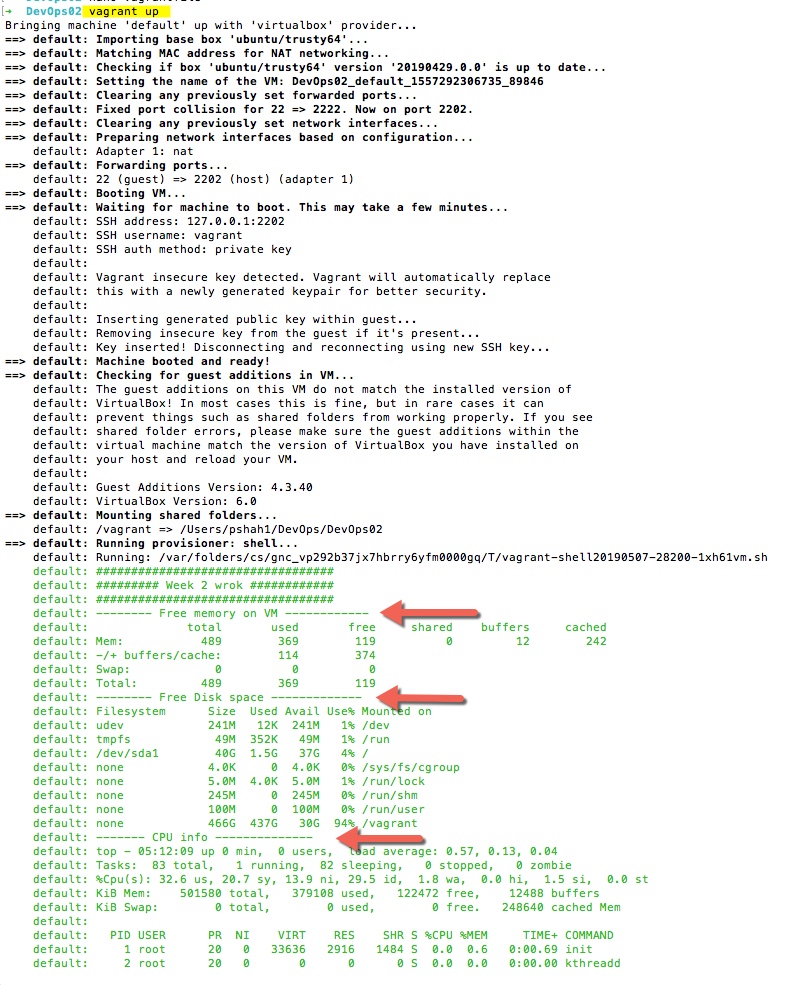 → DevOps02 vagrant up
Bringing machine 'default' up with 'virtualbox' provider...
==> default: Importing base box 'ubuntu/trusty64'...
==> default: Matching MAC address for NAT networking...
==> default: Checking if box 'ubuntu/trusty64' version '20190429.0.0' is up to date...
==> default: Setting the name of the VM: DevOps02_default_1557292306735_89846
==> default: Clearing any previously set forwarded ports...
==> default: Fixed port collision for 22 => 2222. Now on port 2202.
==> default: Clearing any previously set network interfaces...
==> default: Preparing network interfaces based on configuration...
    default: Adapter 1: nat
==> default: Forwarding ports...
    default: 22 (guest) => 2202 (host) (adapter 1)
==> default: Booting VM...
==> default: Waiting for machine to boot. This may take a few minutes...
    default: SSH address: 127.0.0.1:2202
    default: SSH username: vagrant
    default: SSH auth method: private key
    default:
    default: Vagrant insecure key detected. Vagrant will automatically replace
    default: this with a newly generated keypair for better security.
    default:
    default: Inserting generated public key within guest...
    default: Removing insecure key from the guest if it's present...
    default: Key inserted! Disconnecting and reconnecting using new SSH key...
==> default: Machine booted and ready!
==> default: Checking for guest additions in VM...
    default: The guest additions on this VM do not match the installed version of
    default: VirtualBox! In most cases this is fine, but in rare cases it can
    default: prevent things such as shared folders from working properly. If you see
    default: shared folder errors, please make sure the guest additions within the
    default: virtual machine match the version of VirtualBox you have installed on
    default: your host and reload your VM.
    default:
    default: Guest Additions Version: 4.3.40
    default: VirtualBox Version: 6.0
==> default: Mounting shared folders...
    default: /vagrant => /Users/pshah1/DevOps/DevOps02
==> default: Running provisioner: shell...
    default: Running: /var/folders/cs/gnc_vp292b37jx7hbrry6yfm0000gq/T/vagrant-shell20190507-28200-1xh61vm.sh
    default: ##################################
    default: ######### Week 2 wrok ############
    default: ##################################
    default: -------- Free memory on VM ------------
    default:              total       used       free     shared    buffers     cached
    default: Mem:           489        369        119          0         12        242
    default: -/+ buffers/cache:        114        374
    default: Swap:            0          0          0
    default: Total:         489        369        119
    default: -------- Free Disk space -------------
    default: Filesystem      Size  Used Avail Use% Mounted on
    default: udev            241M   12K  241M   1% /dev
    default: tmpfs            49M  352K   49M   1% /run
    default: /dev/sda1        40G  1.5G   37G   4% /
    default: none            4.0K     0  4.0K   0% /sys/fs/cgroup
    default: none            5.0M  4.0K  5.0M   1% /run/lock
    default: none            245M     0  245M   0% /run/shm
    default: none            100M     0  100M   0% /run/user
    default: none            466G  437G   30G  94% /vagrant
    default: ------- CPU info --------------
    default: top - 05:12:09 up 0 min,  0 users,  load average: 0.57, 0.13, 0.04
    default: Tasks:  83 total,   1 running,  82 sleeping,   0 stopped,   0 zombie
    default: %Cpu(s): 32.6 us, 20.7 sy, 13.9 ni, 29.5 id,  1.8 wa,  0.0 hi,  1.5 si,  0.0 st
    default: KiB Mem:    501580 total,   379108 used,   122472 free,    12488 buffers
    default: KiB Swap:        0 total,        0 used,        0 free.   248640 cached Mem
    default:
    default:   PID USER      PR  NI    VIRT    RES    SHR S %CPU %MEM     TIME+ COMMAND
    default:     1 root      20   0   33636   2916   1484 S  0.0  0.6   0:00.69 init
    default:     2 root      20   0       0      0      0 S  0.0  0.0   0:00.00 kthreadd